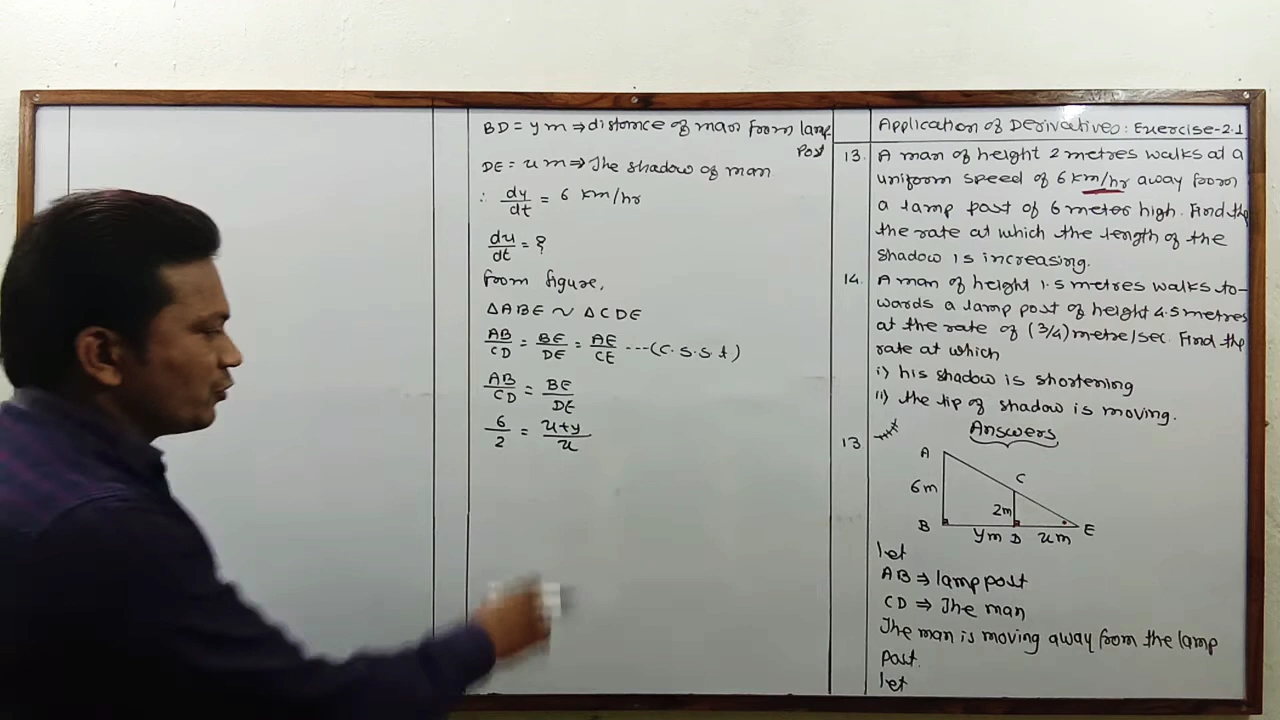 Application of Derivatives: Exercise-2.1
13. A man of height 2 metres walks at a
uniform speed of 6 km/hr away from
a lamp post of 6 meter high. Find the
the rate at which the length of the
shadow is increasing.
14. A man of height 1.5 metres walks to-
wards a lamp post of height 4.5 metres
at the rate of (3/4) metre/sec. Find the
rate at which
i) his shadow is shortening
ii) the tip of shadow is moving.
Answers
13
A
6m
B
C
2m
ym D xm E
let
AB ⇒ lamp post
CD ⇒ The man
The man is moving away from the lamp
post.
let
BD = y m ⇒ distance of man from lamp
post
DE = x m ⇒ The shadow of man
∴ dy/dt = 6 km/hr
dx/dt = ?
from figure,
△ABE ~ △CDE
AB/CD = BE/DE = AE/CE ---(C.S.S.t)
AB/CD = BE/DE
6/2 = x+y/x